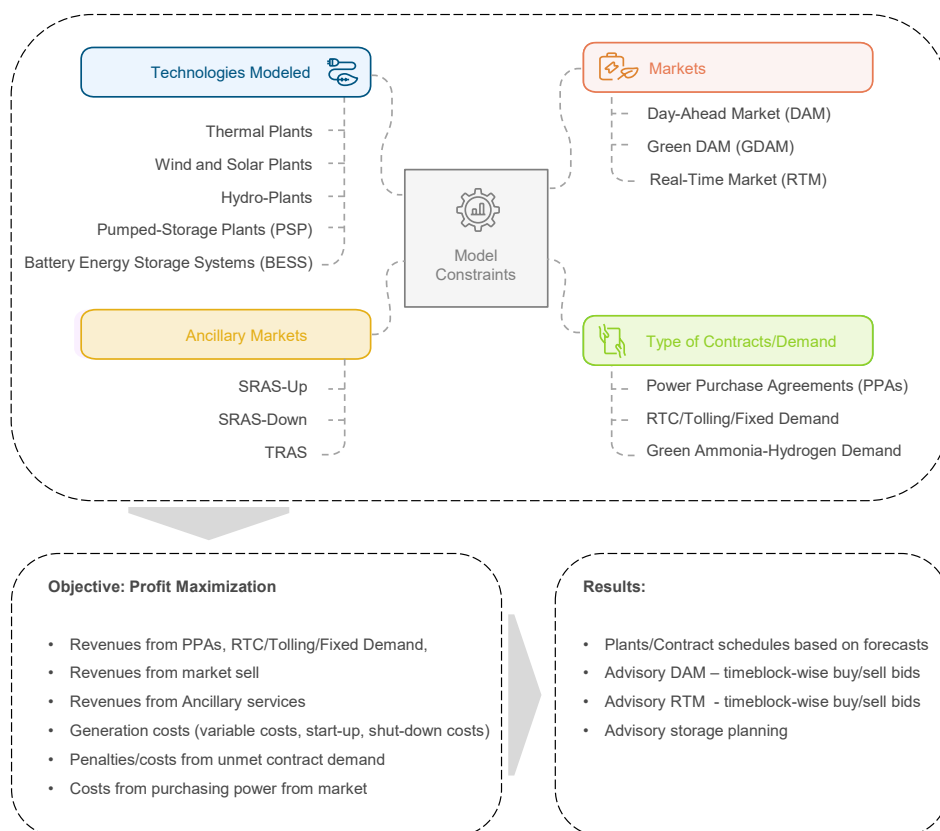 Technologies Modeled
Thermal Plants
Wind and Solar Plants
Hydro-Plants
Pumped-Storage Plants (PSP)
Battery Energy Storage Systems (BESS)
Markets
Day-Ahead Market (DAM)
Green DAM (GDAM)
Real-Time Market (RTM)
Model
Constraints
Ancillary Markets
SRAS-Up
SRAS-Down
TRAS
Type of Contracts/Demand
Power Purchase Agreements (PPAs)
RTC/Tolling/Fixed Demand
Green Ammonia-Hydrogen Demand
Objective: Profit Maximization
• Revenues from PPAs, RTC/Tolling/Fixed Demand,
• Revenues from market sell
• Revenues from Ancillary services
• Generation costs (variable costs, start-up, shut-down costs)
• Penalties/costs from unmet contract demand
• Costs from purchasing power from market
Results:
• Plants/Contract schedules based on forecasts
• Advisory DAM – timeblock-wise buy/sell bids
• Advisory RTM - timeblock-wise buy/sell bids
• Advisory storage planning